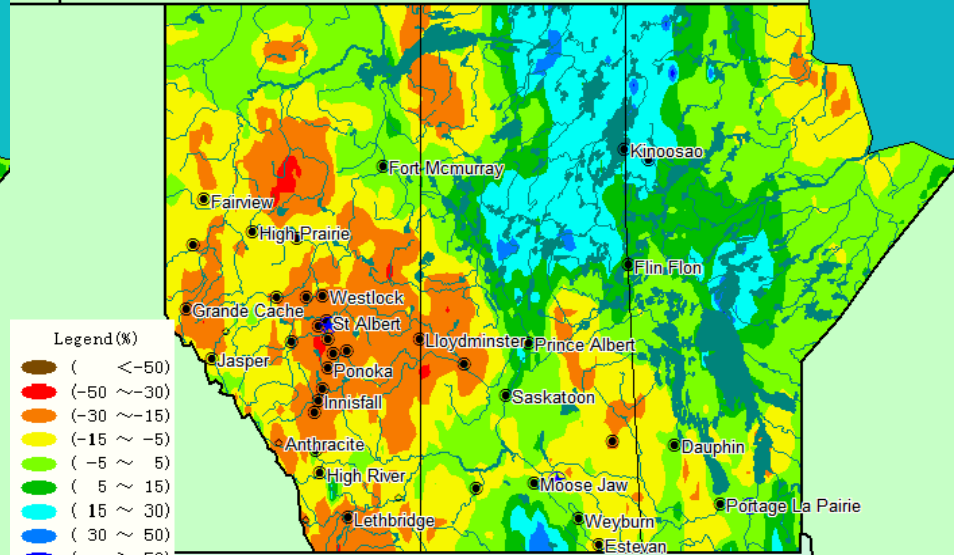 Kinoosao
Fort Mcmurray
Fairview
High Prairie
Flin Flon
Westlock
Grande Cache
St Albert
Lloydminster
Prince Albert
Jasper
Ponoka
Saskatoon
Innisfall
Anthracite
Dauphin
High River
Moose Jaw
Portage La Pairie
Lethbridge
Weyburn
Estevan
Legend(%)
( <-50)
(-50 ~-30)
(-30 ~-15)
(-15 ~ -5)
( -5 ~ 5)
( 5 ~ 15)
( 15 ~ 30)
( 30 ~ 50)